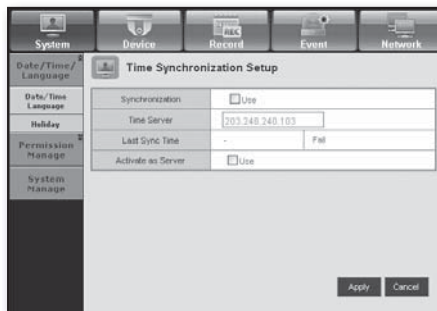 System Device Record Event Network
REC
Date/Time/
Language
Time Synchronization Setup
Date/Time
Language
Holiday
Permission
Manage
System
Manage
Synchronization Use
Time Server 203.248.240.103
Last Sync Time - Fail
Activate as Server Use
Apply Cancel